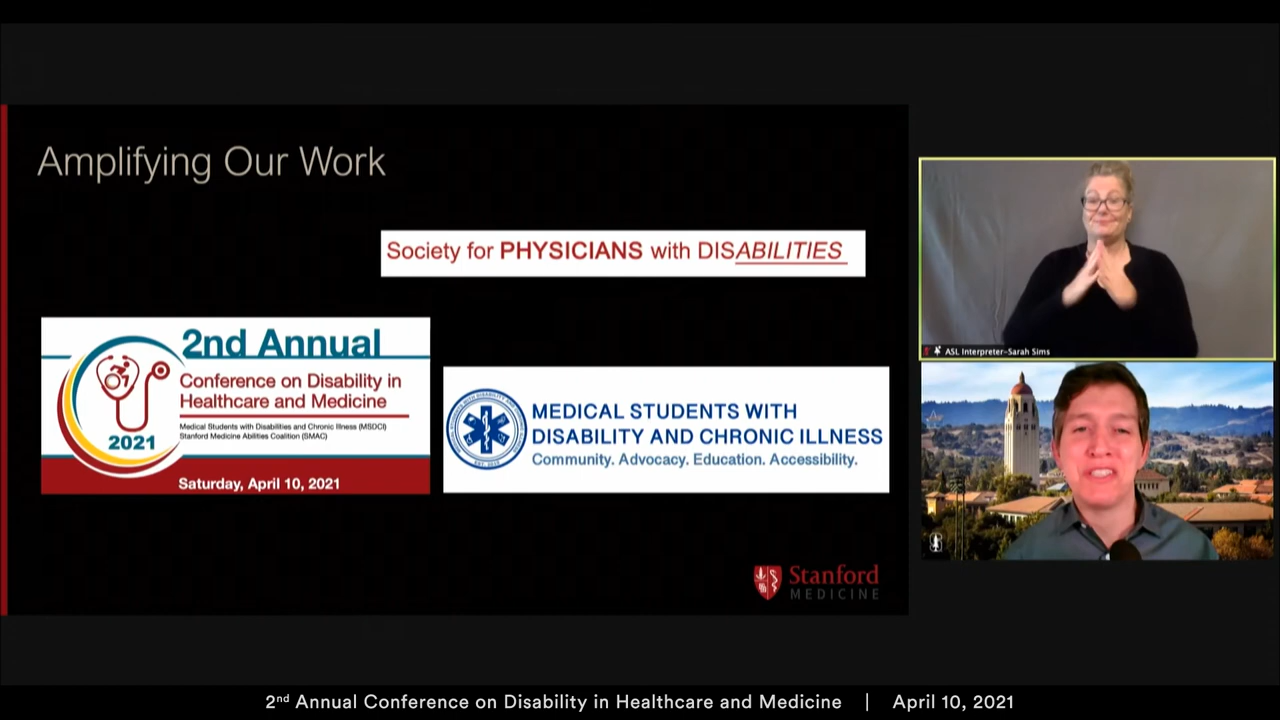 Amplifying Our Work
Society for PHYSICIANS with DISABILITIES
2nd Annual
Conference on Disability in
Healthcare and Medicine
Medical Students with Disabilities and Chronic Illness (MSDCI)
Stanford Medicine Abilities Coalition (SMAC)
2021
Saturday, April 10, 2021
MEDICAL STUDENTS WITH
DISABILITY AND CHRONIC ILLNESS
Community. Advocacy. Education. Accessibility.
Stanford
MEDICINE
ASL Interpreter-Sarah Sims
2nd Annual Conference on Disability in Healthcare and Medicine | April 10, 2021